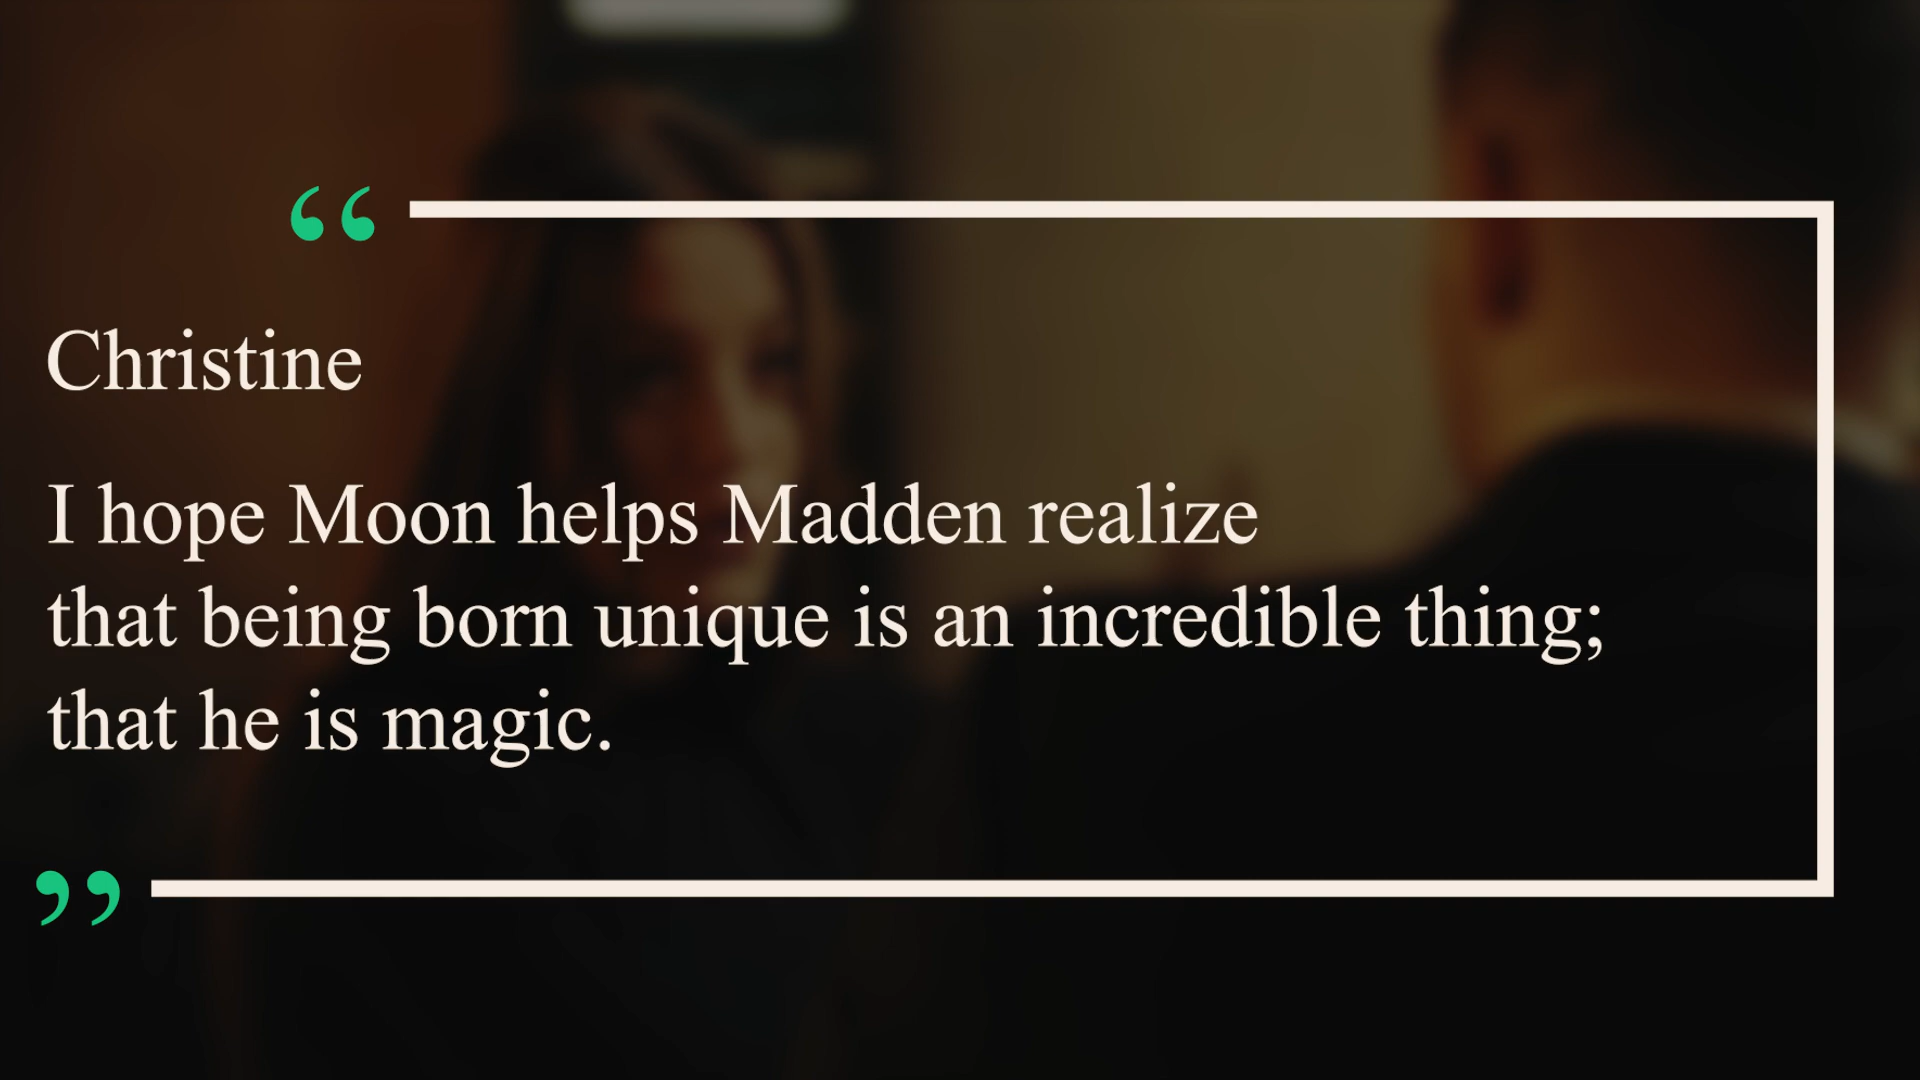 “
Christine
I hope Moon helps Madden realize
that being born unique is an incredible thing;
that he is magic.
”